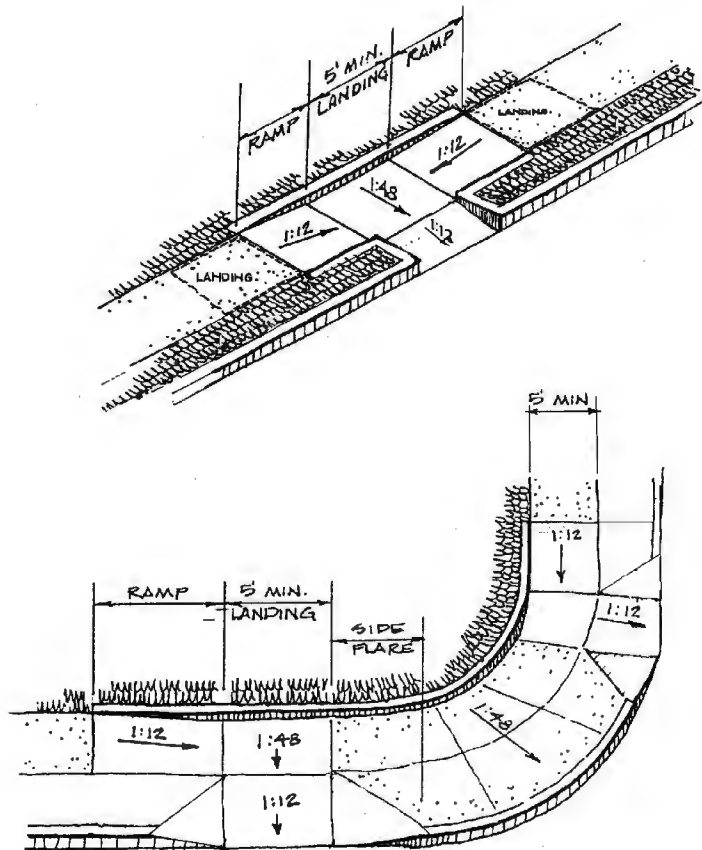 5' MIN.
LANDING
RAMP
RAMP
LANDING
1:12
1:48
1:12
1:12
LANDING
5' MIN
1:12
RAMP
5' MIN.
LANDING
1:12
SIDE
FLARE
1:48
1:12
1:48
1:12